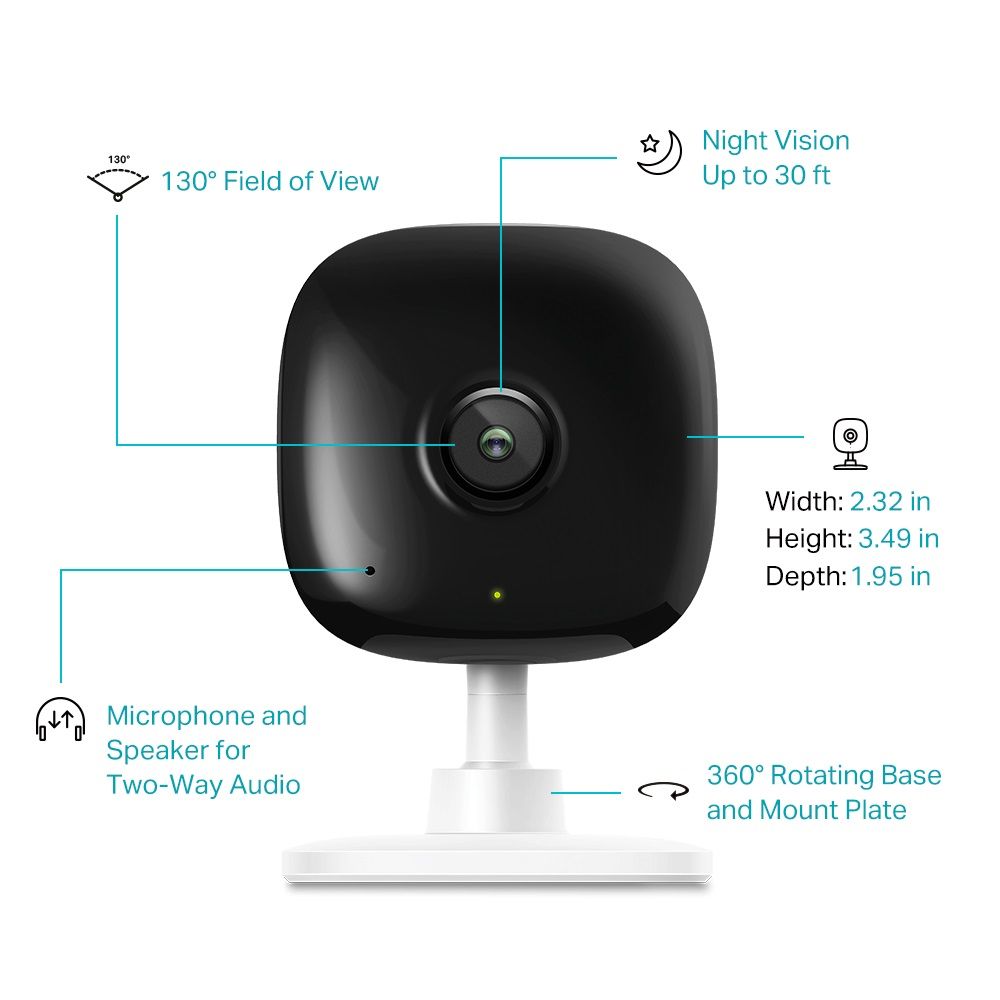 130°
130° Field of View
Night Vision
Up to 30 ft
Width: 2.32 in
Height: 3.49 in
Depth: 1.95 in
Microphone and
Speaker for
Two-Way Audio
360° Rotating Base
and Mount Plate